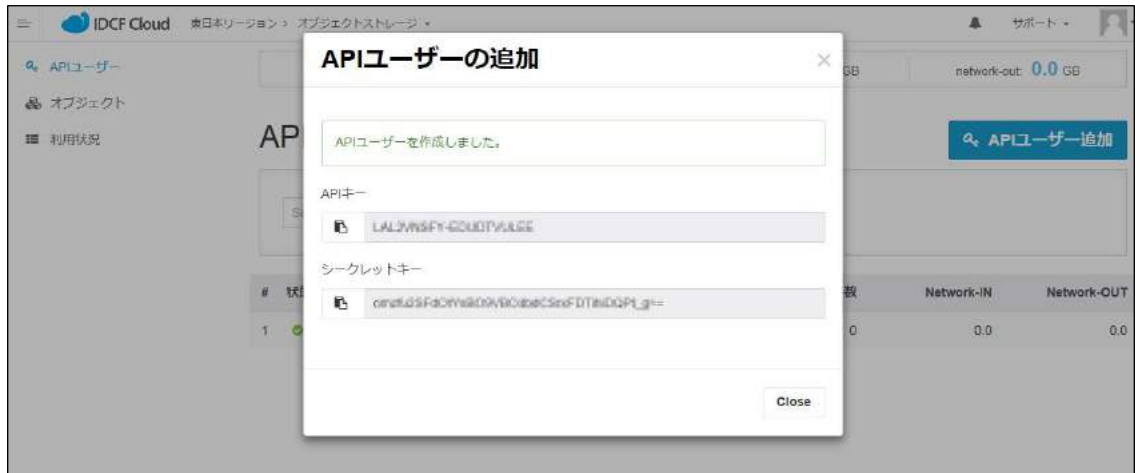 IDCF Cloud 東日本リージョン › オブジェクトストレージ サポート
APIユーザーの追加 ×
APIユーザー
GB network-out: 0.0 GB
オブジェクト
利用状況
AP
APIユーザー追加
APIユーザーを作成しました。
APIキー
シークレットキー
# Network-IN Network-OUT
1 0 0.0 0.0
Close